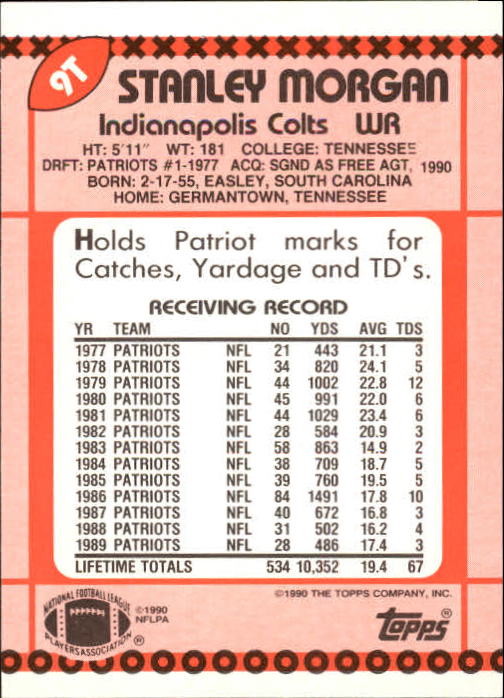 9T
STANLEY MORGAN
Indianapolis Colts WR
HT: 5'11" WT: 181 COLLEGE: TENNESSEE
DRFT: PATRIOTS #1-1977 ACQ: SGND AS FREE AGT, 1990
BORN: 2-17-55, EASLEY, SOUTH CAROLINA
HOME: GERMANTOWN, TENNESSEE
Holds Patriot marks for
Catches, Yardage and TD's.
RECEIVING RECORD
YR TEAM NO YDS AVG TDS
1977 PATRIOTS NFL 21 443 21.1 3
1978 PATRIOTS NFL 34 820 24.1 5
1979 PATRIOTS NFL 44 1002 22.8 12
1980 PATRIOTS NFL 45 991 22.0 6
1981 PATRIOTS NFL 44 1029 23.4 6
1982 PATRIOTS NFL 28 584 20.9 3
1983 PATRIOTS NFL 58 863 14.9 2
1984 PATRIOTS NFL 38 709 18.7 5
1985 PATRIOTS NFL 39 760 19.5 5
1986 PATRIOTS NFL 84 1491 17.8 10
1987 PATRIOTS NFL 40 672 16.8 3
1988 PATRIOTS NFL 31 502 16.2 4
1989 PATRIOTS NFL 28 486 17.4 3
LIFETIME TOTALS 534 10,352 19.4 67
©1990 THE TOPPS COMPANY, INC.
NATIONAL FOOTBALL LEAGUE
PLAYERS ASSOCIATION ®
©1990
NFLPA
TOPPS®